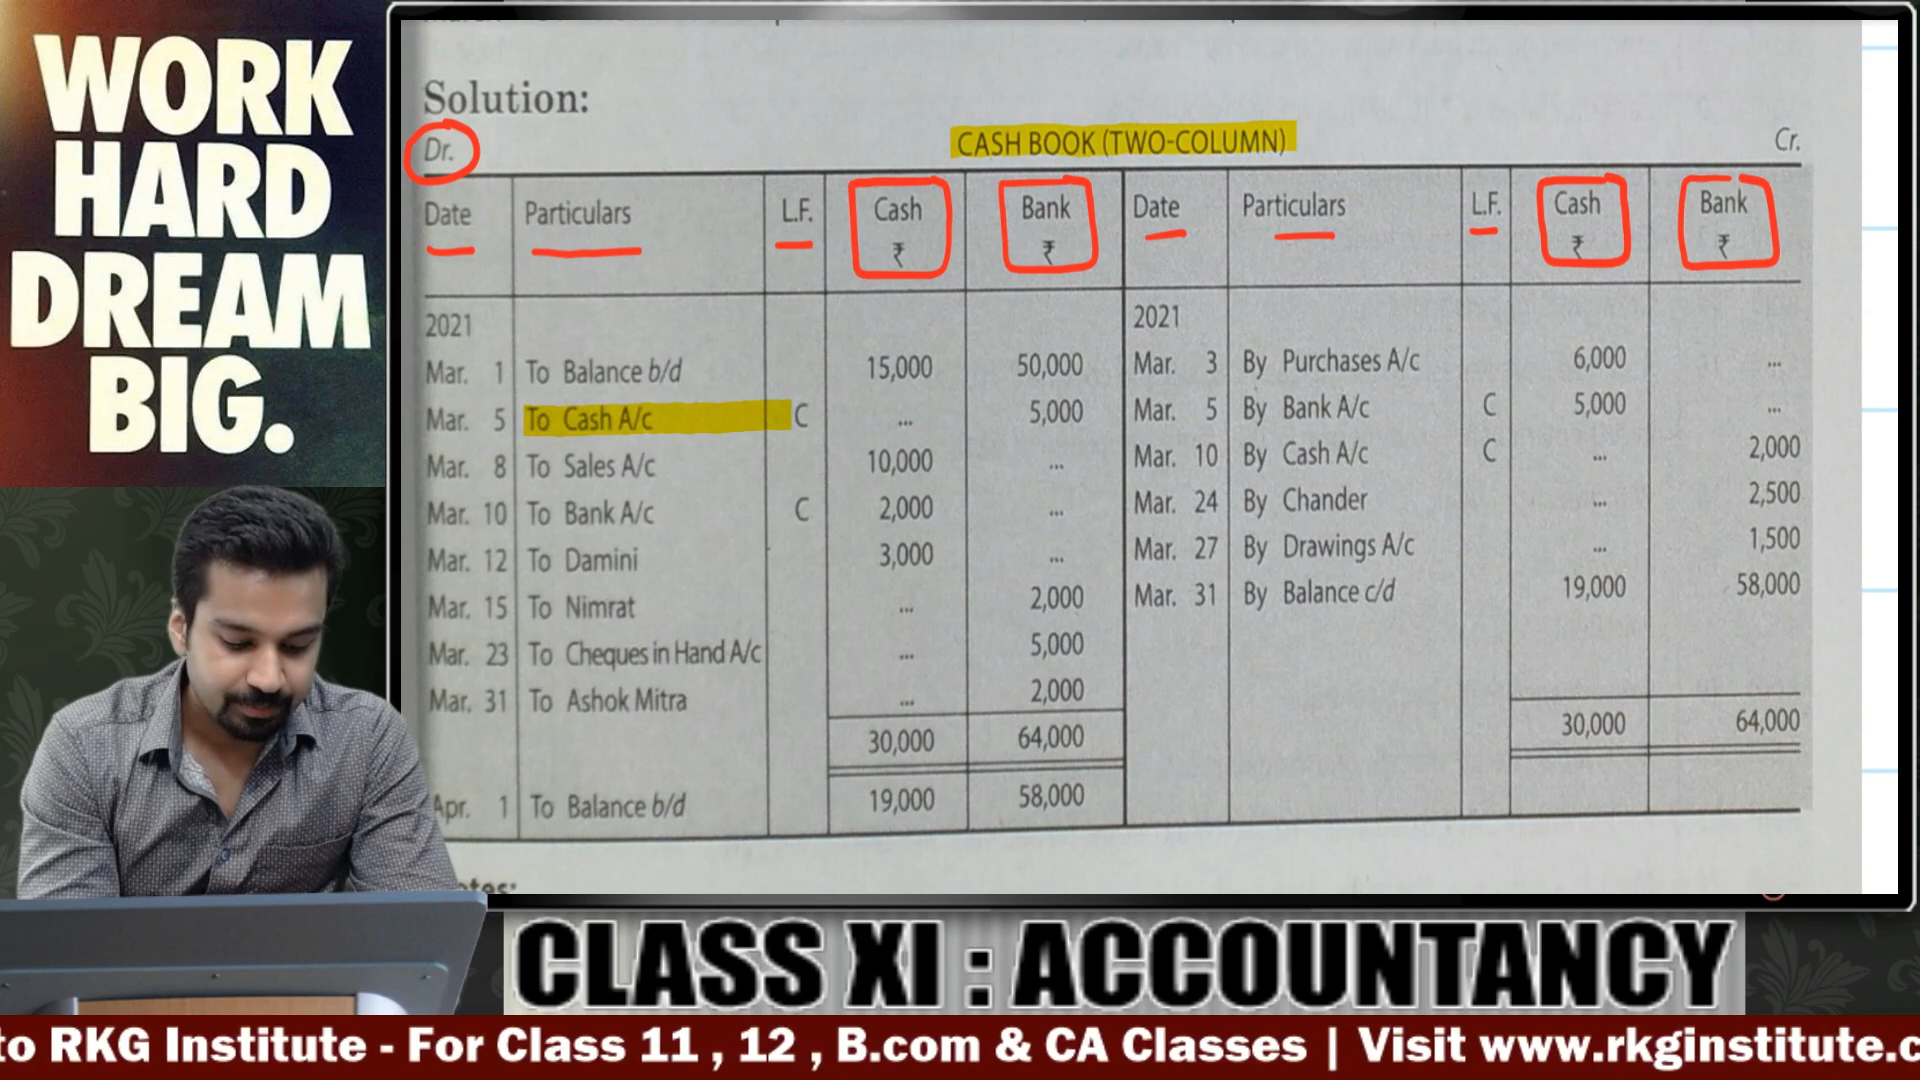 WORK
HARD
DREAM
BIG.
Solution:
Dr. CASH BOOK (TWO-COLUMN) Cr.
Date Particulars L.F. Cash ₹ Bank ₹ Date Particulars L.F. Cash ₹ Bank ₹
2021 2021
Mar. 1 To Balance b/d 15,000 50,000 Mar. 3 By Purchases A/c 6,000 ...
Mar. 5 To Cash A/c C ... 5,000 Mar. 5 By Bank A/c C 5,000 ...
Mar. 8 To Sales A/c 10,000 ... Mar. 10 By Cash A/c C ... 2,000
Mar. 10 To Bank A/c C 2,000 ... Mar. 24 By Chander ... 2,500
Mar. 12 To Damini 3,000 ... Mar. 27 By Drawings A/c ... 1,500
Mar. 15 To Nimrat ... 2,000 Mar. 31 By Balance c/d 19,000 58,000
Mar. 23 To Cheques in Hand A/c ... 5,000
Mar. 31 To Ashok Mitra ... 2,000
30,000 64,000 30,000 64,000
Apr. 1 To Balance b/d 19,000 58,000
CLASS XI : ACCOUNTANCY
to RKG Institute - For Class 11 , 12 , B.com & CA Classes | Visit www.rkginstitute.c